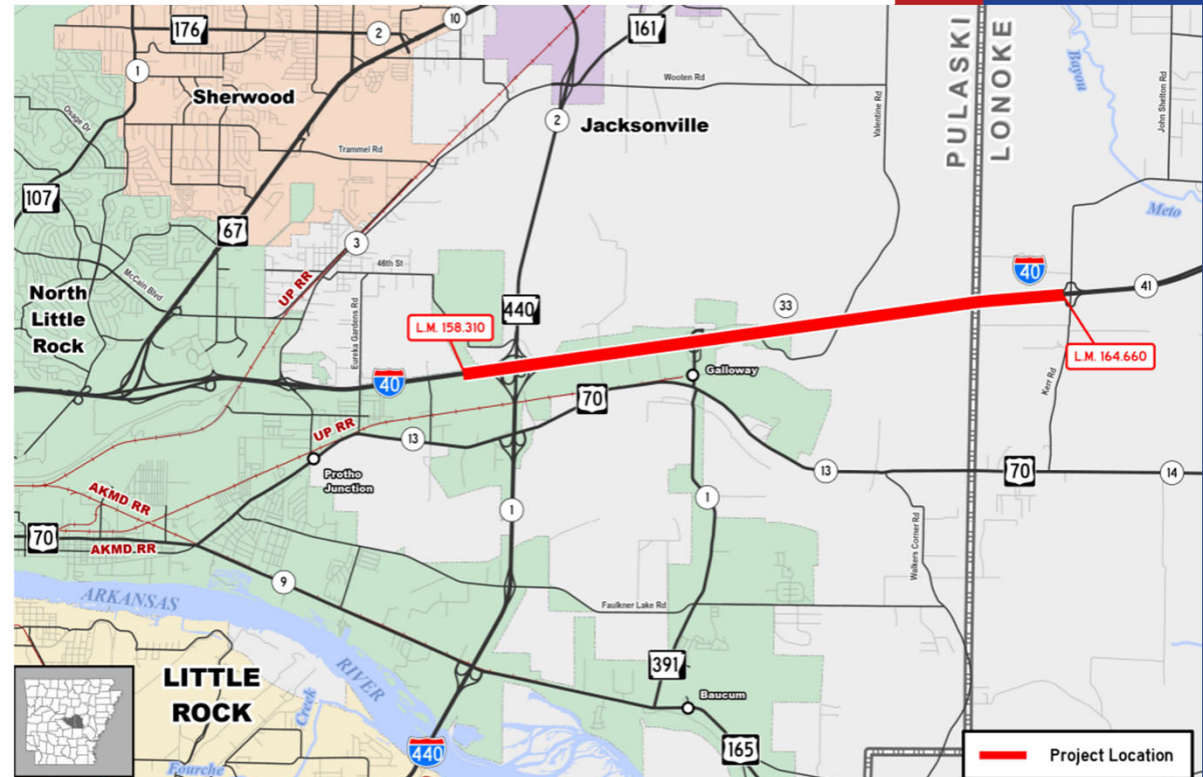 176
2
10
161
PULASKI
LONOKE
Bayou
John Shelton Rd
1
Sherwood
Wooten Rd
Osage Dr
2
Jacksonville
Valentine Rd
Trammel Rd
107
67
Meto
3
46th St
40
McCain Blvd
UP RR
North
Little
Rock
Eureka Gardens Rd
L.M. 158.310
440
33
41
L.M. 164.660
40
70
Galloway
Kerr Rd
UP RR
13
Protho
Junction
13
70
14
AKMD RR
70
AKMD RR
1
1
Walkers Corner Rd
9
ARKANSAS
RIVER
Faulkner Lake Rd
LITTLE
ROCK
Creek
Fourche
391
Baucum
440
165
Project Location